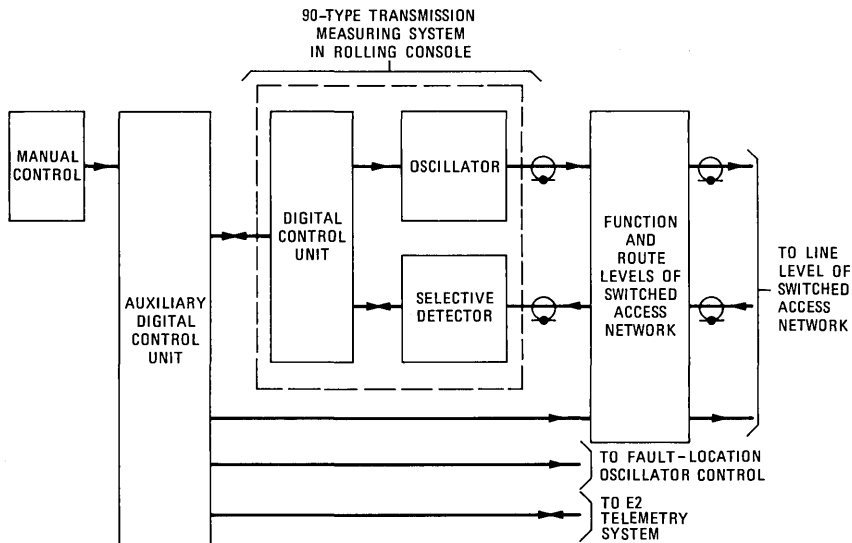 90-TYPE TRANSMISSION
MEASURING SYSTEM
IN ROLLING CONSOLE
MANUAL
CONTROL
AUXILIARY
DIGITAL
CONTROL
UNIT
DIGITAL
CONTROL
UNIT
OSCILLATOR
SELECTIVE
DETECTOR
FUNCTION
AND
ROUTE
LEVELS OF
SWITCHED
ACCESS
NETWORK
TO LINE
LEVEL OF
SWITCHED
ACCESS
NETWORK
TO FAULT-LOCATION
OSCILLATOR CONTROL
TO E2
TELEMETRY
SYSTEM